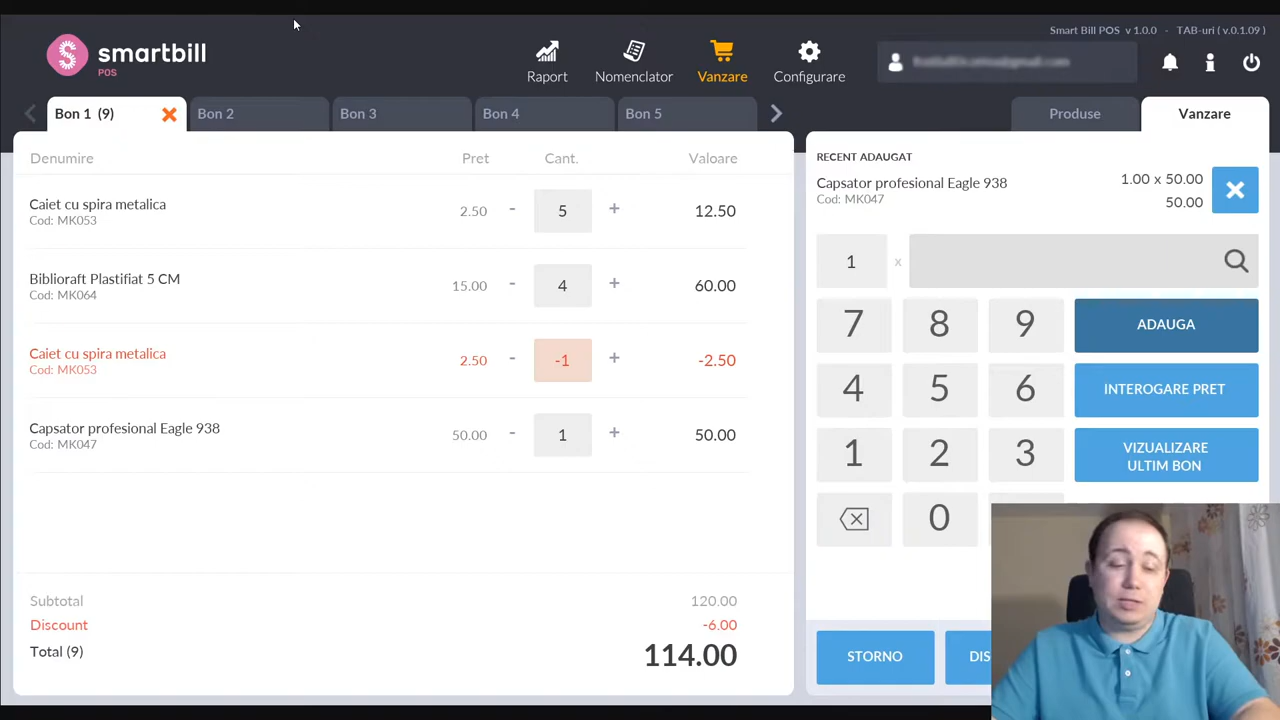 Smart Bill POS v 1.0.0 - TAB-uri ( v.0.1.09 )
smartbill
POS
Raport
Nomenclator
Vanzare
Configurare
Bon 1 (9)
Bon 2
Bon 3
Bon 4
Bon 5
Produse
Vanzare
Denumire Pret Cant. Valoare
Caiet cu spira metalica
Cod: MK053
2.50 - 5 + 12.50
Biblioraft Plastifiat 5 CM
Cod: MK064
15.00 - 4 + 60.00
Caiet cu spira metalica
Cod: MK053
2.50 - -1 + -2.50
Capsator profesional Eagle 938
Cod: MK047
50.00 - 1 + 50.00
Subtotal 120.00
Discount -6.00
Total (9) 114.00
RECENT ADAUGAT
Capsator profesional Eagle 938
Cod: MK047
1.00 x 50.00
50.00
1 x
7 8 9 ADAUGA
4 5 6 INTEROGARE PRET
1 2 3 VIZUALIZARE
ULTIM BON
0
STORNO DIS